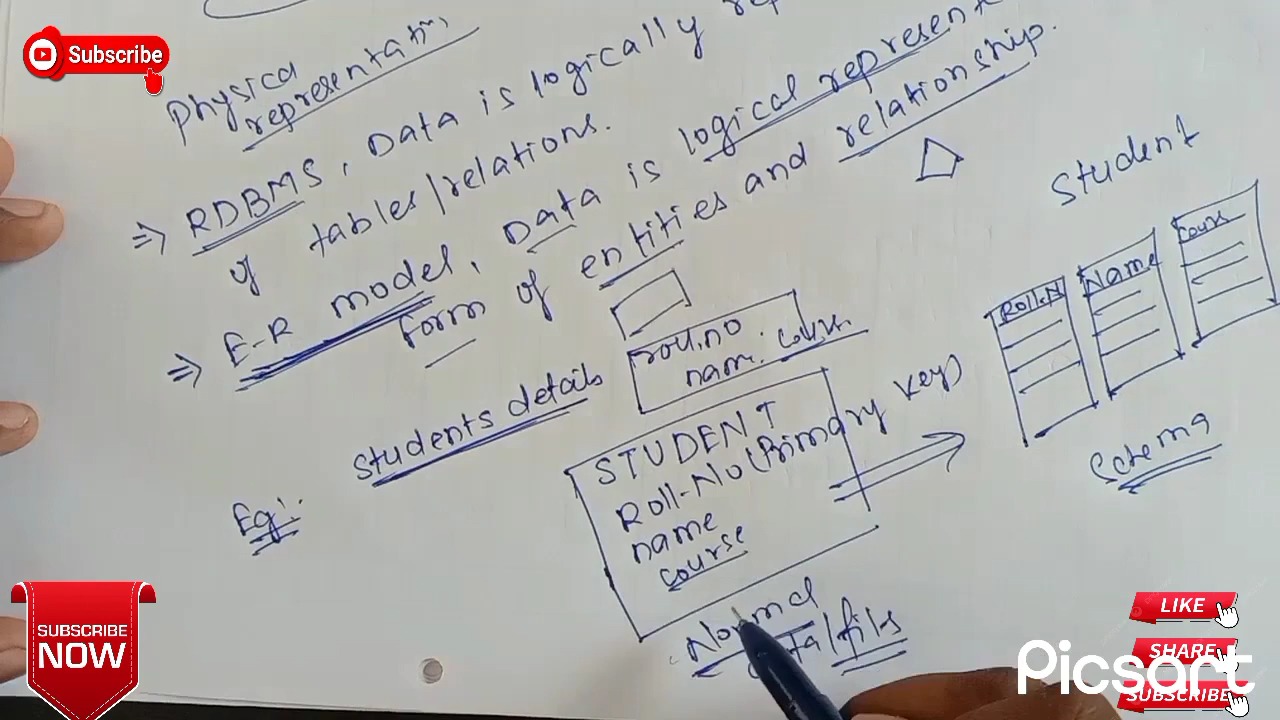 Subscribe
Physical
representation
⇒ RDBMS, Data is logically
of tables/relations.
⇒ E-R model, Data is logical represent
form of entities and relationship.
Eg:- Students details
roll.no.
name. course.
STUDENT
Roll-No (Primary key)
name
course
Normal
data/files
Student
Roll.N
Name
Course
Schema
SUBSCRIBE
NOW
LIKE
SHARE
SUBSCRIBE
Picsart